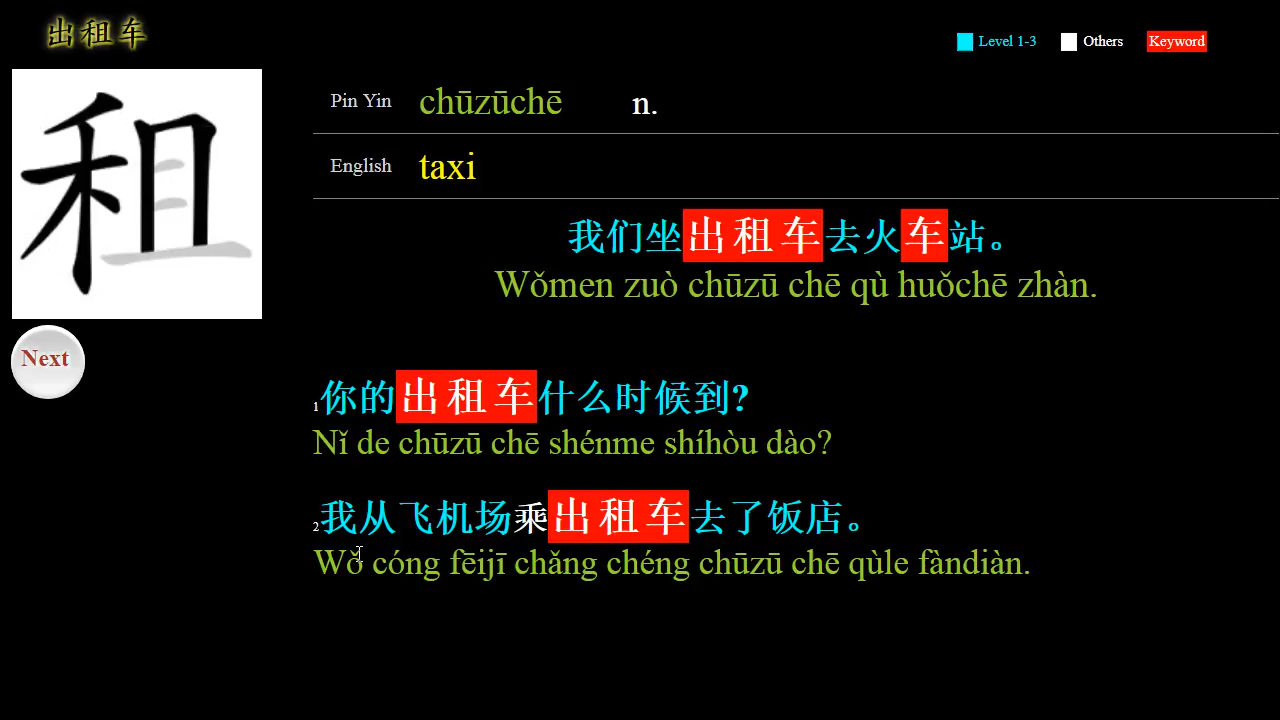 出租车
Level 1-3 Others Keyword
租
Pin Yin chūzūchē n.
English taxi
我们坐出租车去火车站。
Wǒmen zuò chūzū chē qù huǒchē zhàn.
Next
1你的出租车什么时候到?
Nǐ de chūzū chē shénme shíhòu dào?
2我从飞机场乘出租车去了饭店。
Wǒ cóng fēijī chǎng chéng chūzū chē qùle fàndiàn.